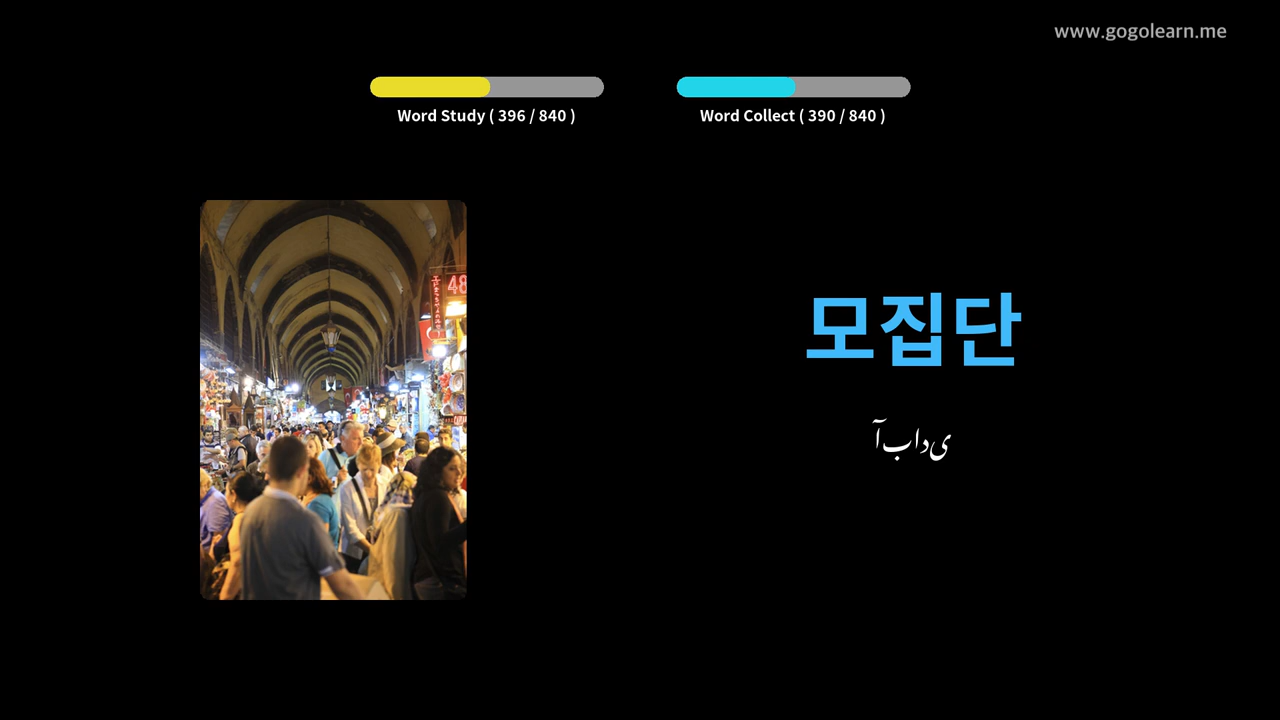 www.gogolearn.me
Word Study ( 396 / 840 )
Word Collect ( 390 / 840 )
48
모집단
آبادی